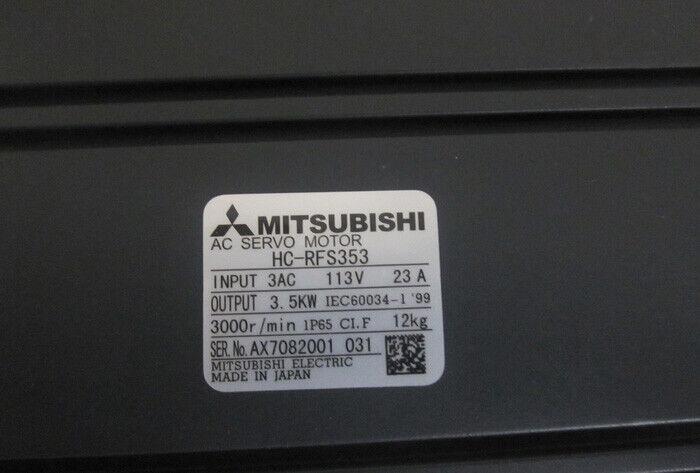 MITSUBISHI
AC SERVO MOTOR
HC-RFS353
INPUT 3AC 113V 23 A
OUTPUT 3.5KW IEC60034-1 '99
3000r/min IP65 CI.F 12kg
SER.No.AX7082001 031
MITSUBISHI ELECTRIC
MADE IN JAPAN